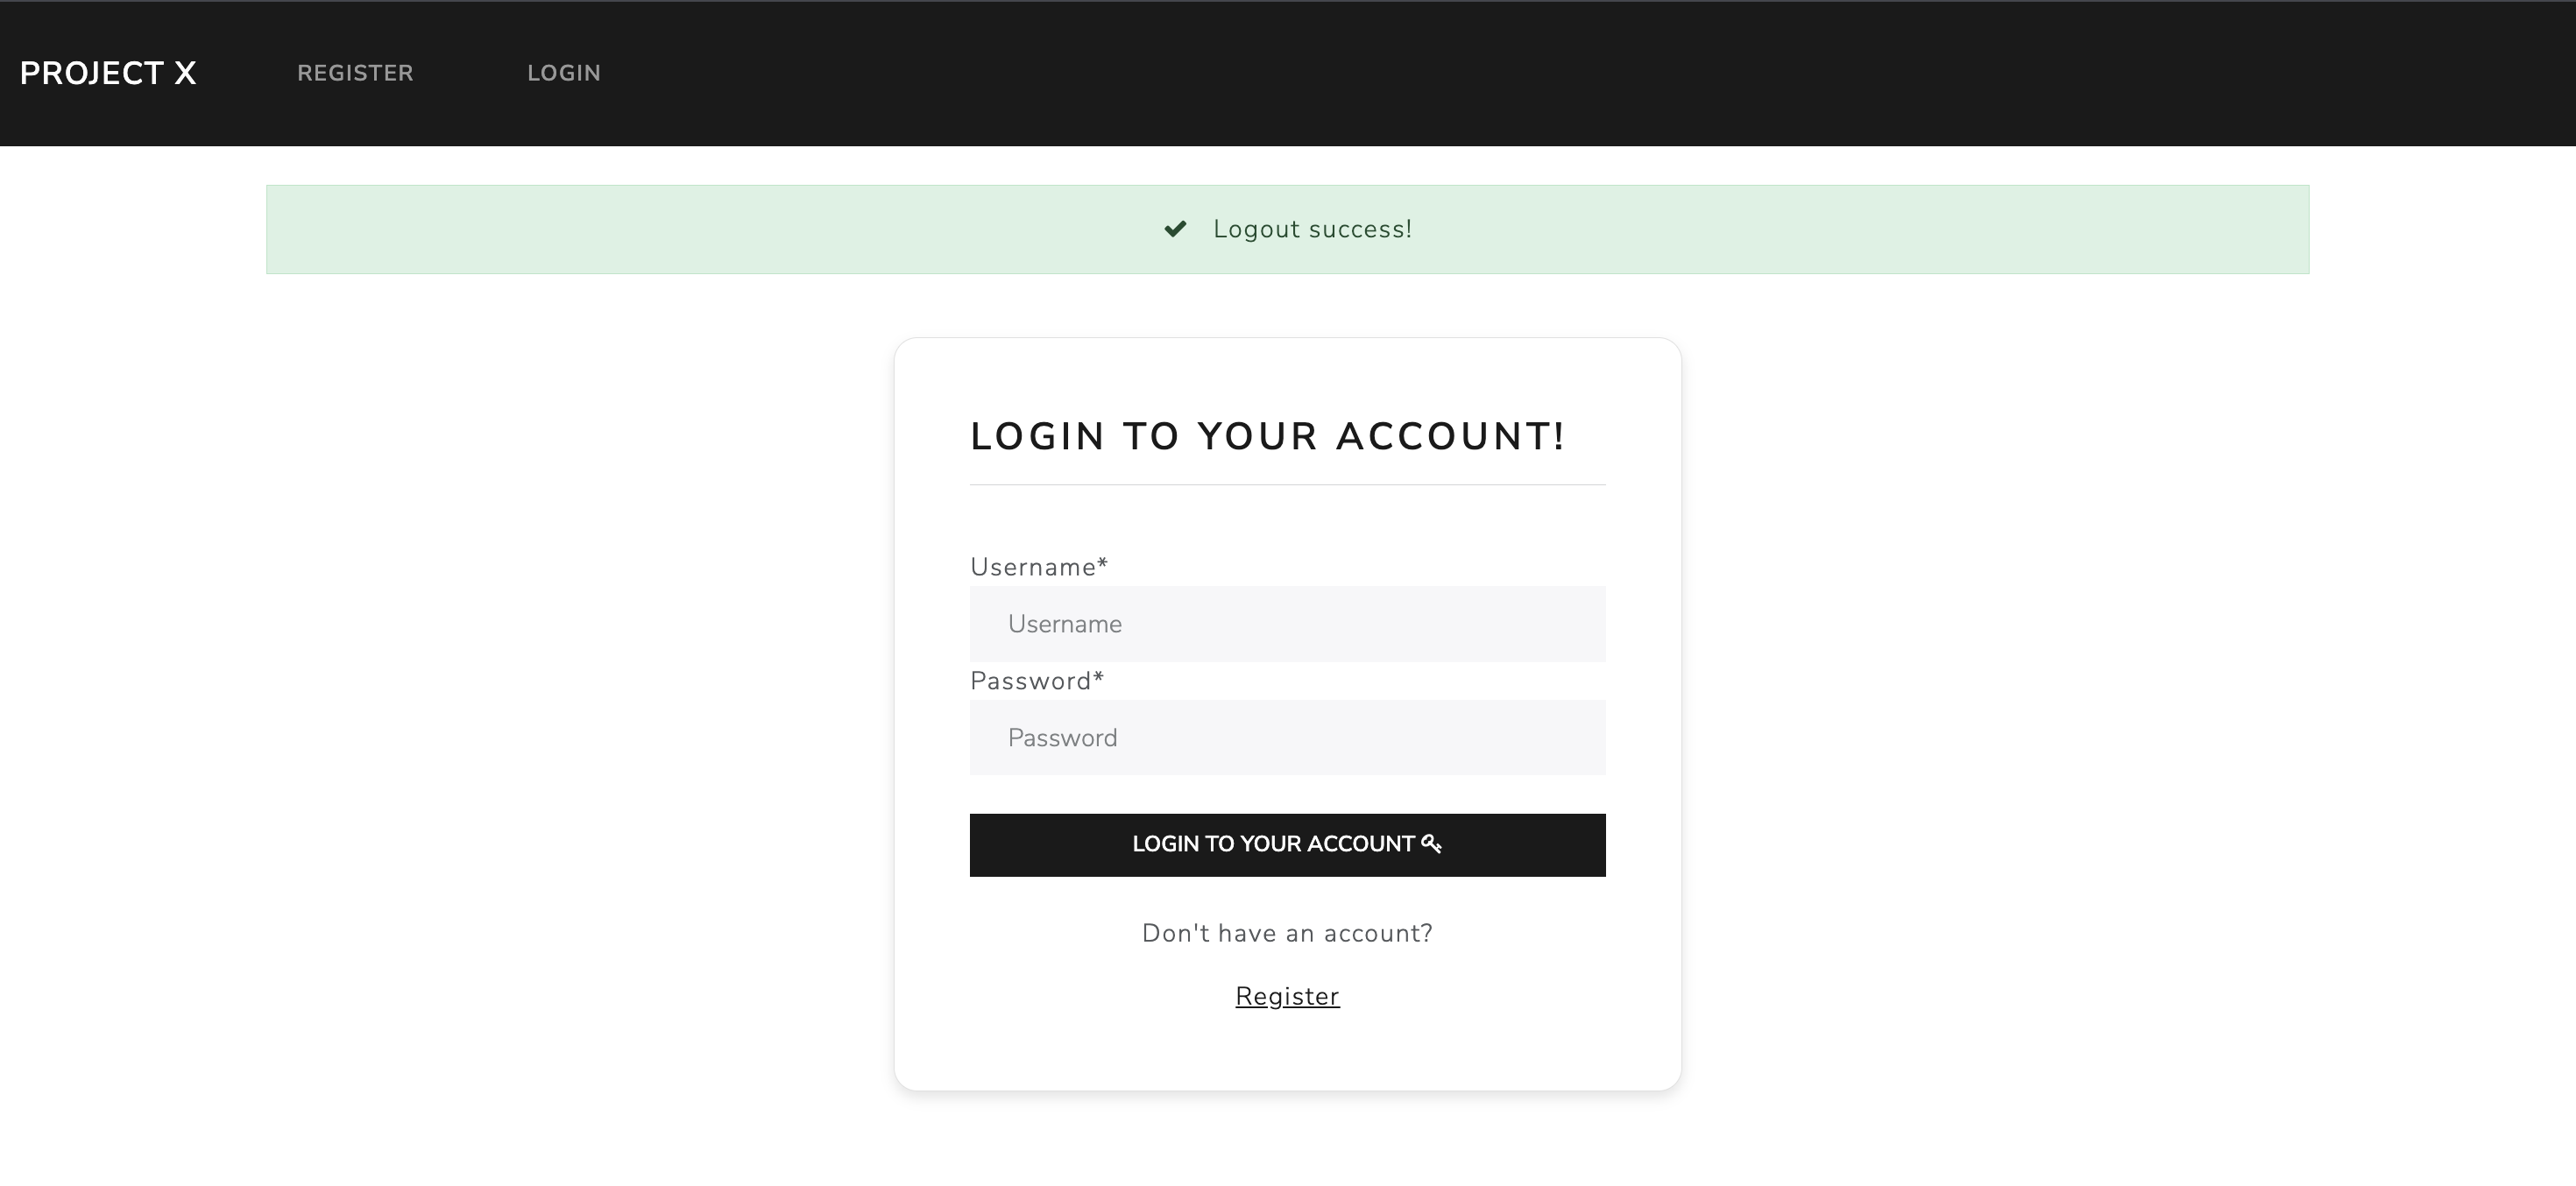 PROJECT X REGISTER LOGIN
Logout success!
LOGIN TO YOUR ACCOUNT!
Username*
Username
Password*
Password
LOGIN TO YOUR ACCOUNT
Don't have an account?
Register